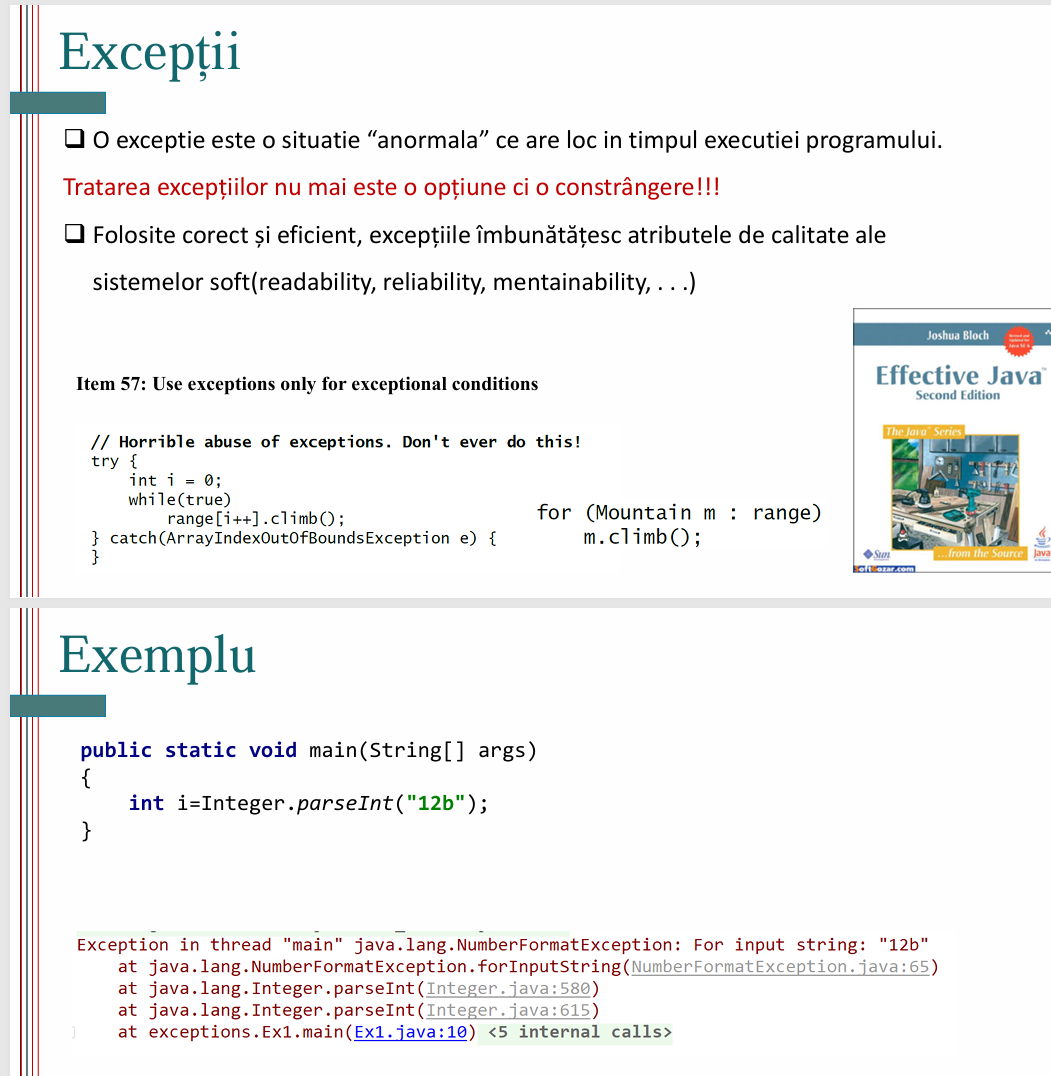 Excepții
❑ O exceptie este o situatie “anormala” ce are loc in timpul executiei programului.
Tratarea excepțiilor nu mai este o opțiune ci o constrângere!!!
❑ Folosite corect și eficient, excepțiile îmbunătățesc atributele de calitate ale
sistemelor soft(readability, reliability, mentainability, . . .)
Item 57: Use exceptions only for exceptional conditions
// Horrible abuse of exceptions. Don't ever do this!
try {
    int i = 0;
    while(true)
        range[i++].climb();
} catch(ArrayIndexOutOfBoundsException e) {
}
for (Mountain m : range)
    m.climb();
Joshua Bloch
Effective Java™
Second Edition
The Java™ Series
Sun
...from the Source
Java
Exemplu
public static void main(String[] args)
{
    int i=Integer.parseInt("12b");
}
Exception in thread "main" java.lang.NumberFormatException: For input string: "12b"
    at java.lang.NumberFormatException.forInputString(NumberFormatException.java:65)
    at java.lang.Integer.parseInt(Integer.java:580)
    at java.lang.Integer.parseInt(Integer.java:615)
    at exceptions.Ex1.main(Ex1.java:10) <5 internal calls>